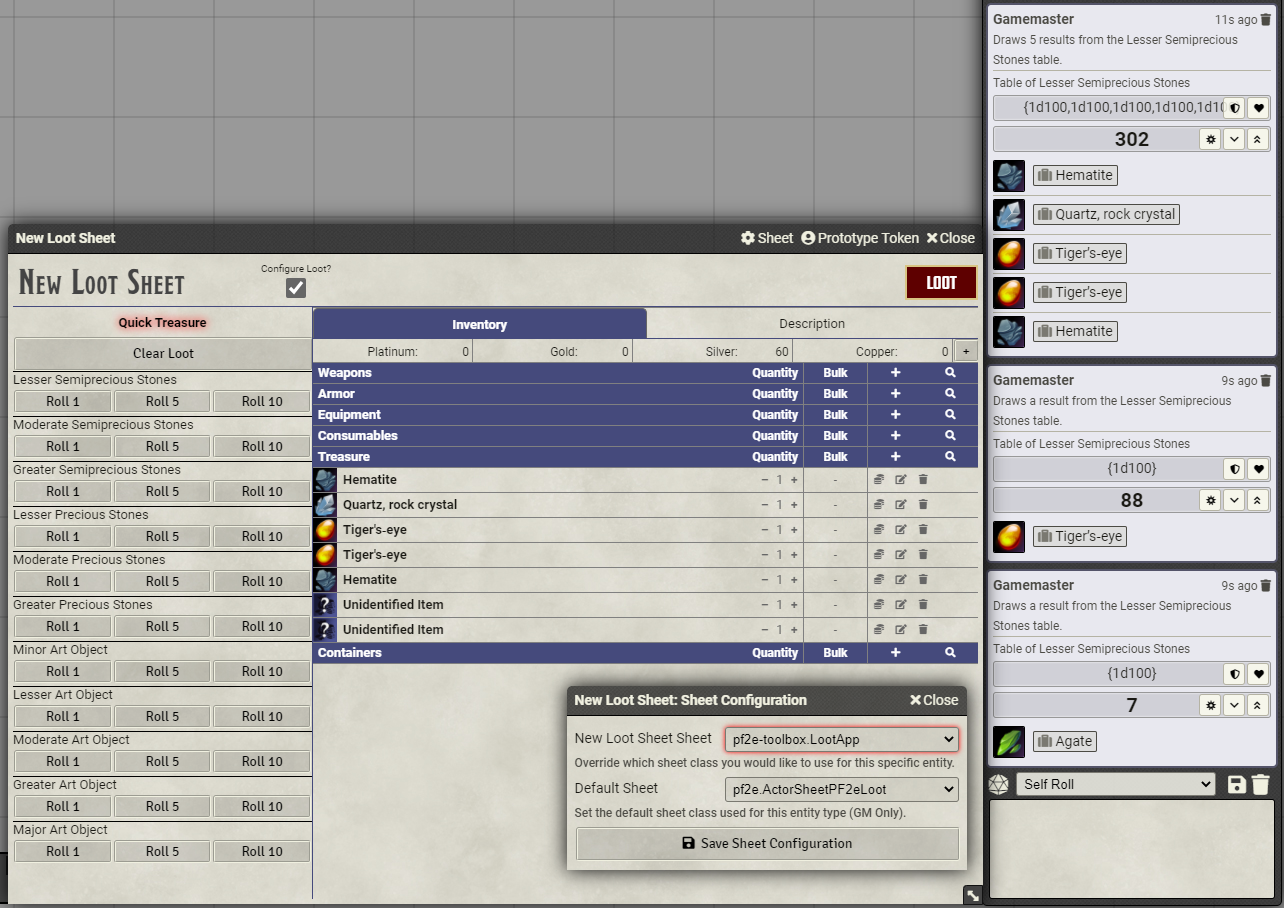 New Loot Sheet
Sheet Prototype Token Close
New Loot Sheet
Configure Loot?
LOOT
Quick Treasure
Clear Loot
Lesser Semiprecious Stones
Roll 1 Roll 5 Roll 10
Moderate Semiprecious Stones
Roll 1 Roll 5 Roll 10
Greater Semiprecious Stones
Roll 1 Roll 5 Roll 10
Lesser Precious Stones
Roll 1 Roll 5 Roll 10
Moderate Precious Stones
Roll 1 Roll 5 Roll 10
Greater Precious Stones
Roll 1 Roll 5 Roll 10
Minor Art Object
Roll 1 Roll 5 Roll 10
Lesser Art Object
Roll 1 Roll 5 Roll 10
Moderate Art Object
Roll 1 Roll 5 Roll 10
Greater Art Object
Roll 1 Roll 5 Roll 10
Major Art Object
Roll 1 Roll 5 Roll 10
Inventory Description
Platinum: 0 Gold: 0 Silver: 60 Copper: 0 +
Weapons Quantity Bulk +
Armor Quantity Bulk +
Equipment Quantity Bulk +
Consumables Quantity Bulk +
Treasure Quantity Bulk +
Hematite − 1 + -
Quartz, rock crystal − 1 + -
Tiger's-eye − 1 + -
Tiger's-eye − 1 + -
Hematite − 1 + -
Unidentified Item − 1 + -
Unidentified Item − 1 + -
Containers Quantity Bulk +
New Loot Sheet: Sheet Configuration Close
New Loot Sheet Sheet pf2e-toolbox.LootApp
Override which sheet class you would like to use for this specific entity.
Default Sheet pf2e.ActorSheetPF2eLoot
Set the default sheet class used for this entity type (GM Only).
Save Sheet Configuration
Gamemaster 11s ago
Draws 5 results from the Lesser Semiprecious
Stones table.
Table of Lesser Semiprecious Stones
{1d100,1d100,1d100,1d100,1d10
302
Hematite
Quartz, rock crystal
Tiger's-eye
Tiger's-eye
Hematite
Gamemaster 9s ago
Draws a result from the Lesser Semiprecious
Stones table.
Table of Lesser Semiprecious Stones
{1d100}
88
Tiger's-eye
Gamemaster 9s ago
Draws a result from the Lesser Semiprecious
Stones table.
Table of Lesser Semiprecious Stones
{1d100}
7
Agate
Self Roll